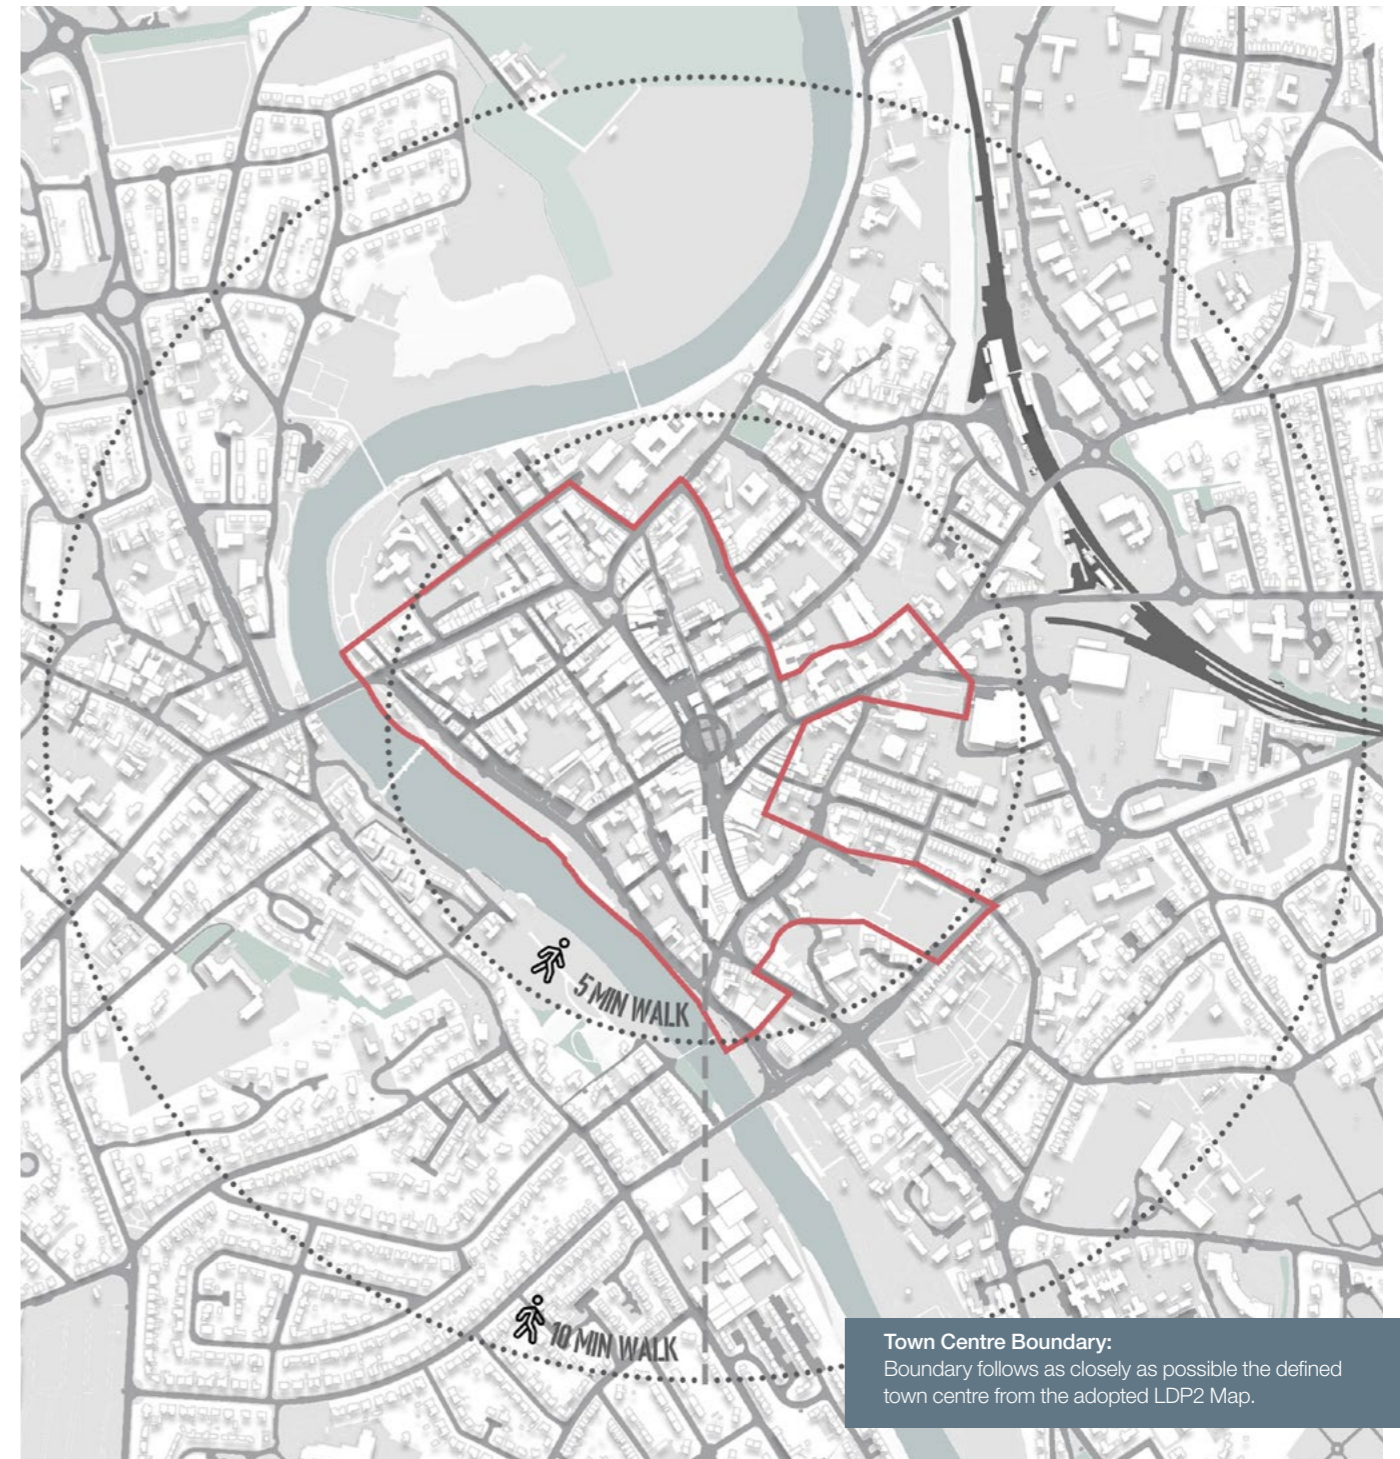 5 MIN WALK
10 MIN WALK
Town Centre Boundary:
Boundary follows as closely as possible the defined
town centre from the adopted LDP2 Map.